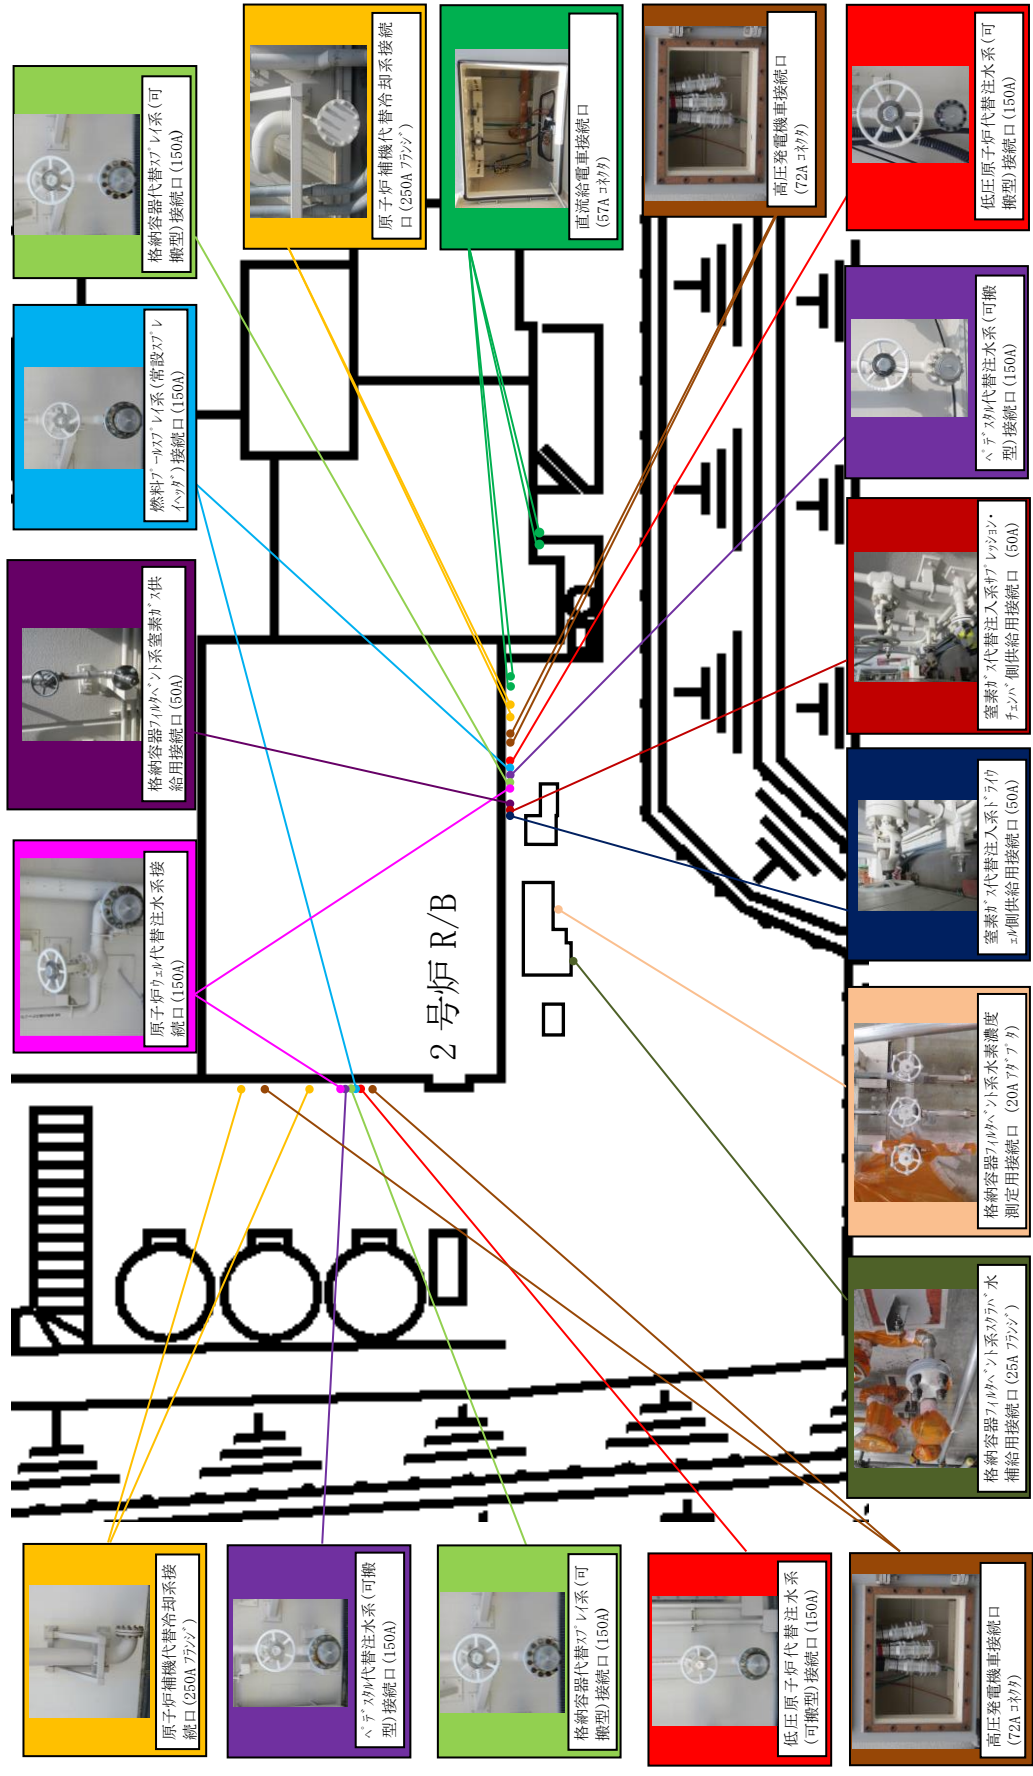 格納容器代替ｽﾌﾟﾚｲ系(可
搬型)接続口(150A)
燃料ﾌﾟｰﾙｽﾌﾟﾚｲ系(常設ｽﾌﾟﾚ
ｲﾍｯﾀﾞ)接続口(150A)
格納容器ﾌｨﾙﾀﾍﾞﾝﾄ系窒素ｶﾞｽ供
給用接続口(50A)
原子炉ｳｪﾙ代替注水系接
続口(150A)
原子炉補機代替冷却系接続
口(250A ﾌﾗﾝｼﾞ)
直流給電車接続口
(57A ｺﾈｸﾀ)
高圧発電機車接続口
(72A ｺﾈｸﾀ)
低圧原子炉代替注水系(可
搬型)接続口(150A)
ﾍﾟﾃﾞｽﾀﾙ代替注水系(可搬
型)接続口(150A)
窒素ｶﾞｽ代替注入系ｻﾌﾟﾚｯｼｮﾝ・
ﾁｪﾝﾊﾞ側供給用接続口 (50A)
窒素ｶﾞｽ代替注入系ﾄﾞﾗｲｳ
ｪﾙ側供給用接続口(50A)
格納容器ﾌｨﾙﾀﾍﾞﾝﾄ系水素濃度
測定用接続口 (20A ｱﾀﾞﾌﾟﾀ)
格納容器ﾌｨﾙﾀﾍﾞﾝﾄ系ｽｸﾗﾊﾞ水
補給用接続口(25A ﾌﾗﾝｼﾞ)
2号炉 R/B
原子炉補機代替冷却系接
続口(250A ﾌﾗﾝｼﾞ)
ﾍﾟﾃﾞｽﾀﾙ代替注水系(可搬
型)接続口(150A)
格納容器代替ｽﾌﾟﾚｲ系(可
搬型)接続口(150A)
低圧原子炉代替注水系
(可搬型)接続口(150A)
高圧発電機車接続口
(72A ｺﾈｸﾀ)